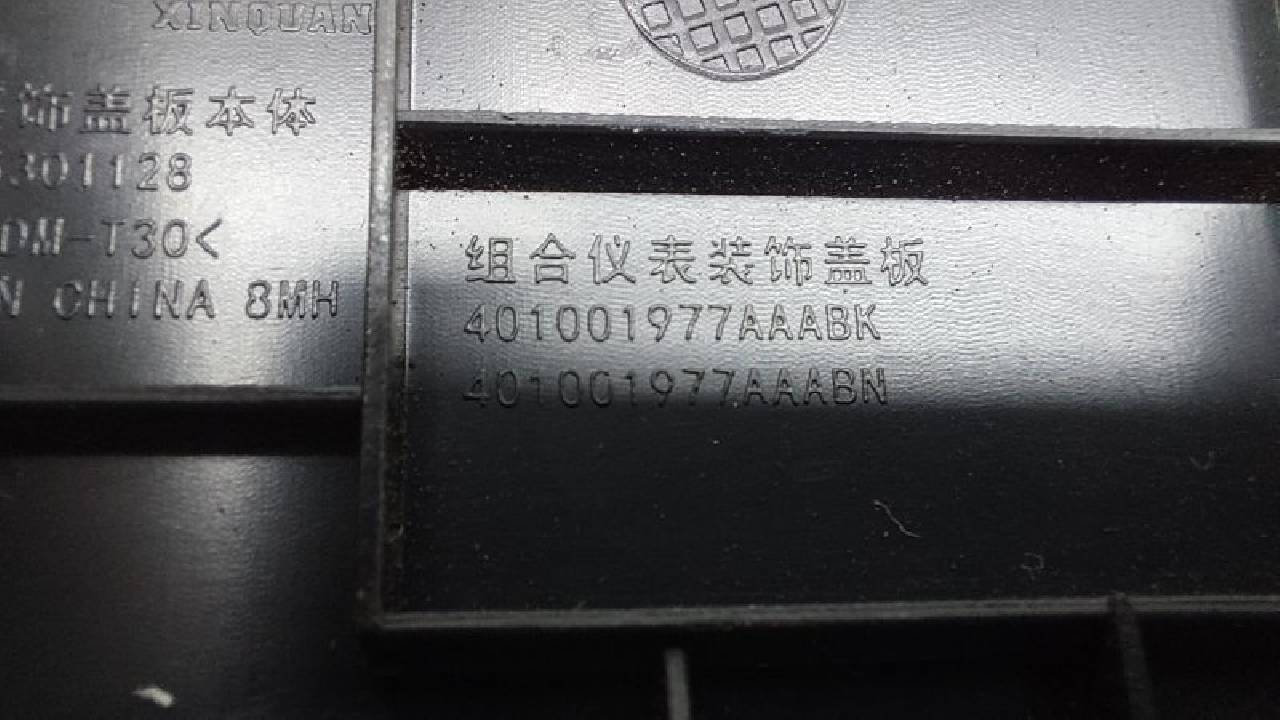 XINQUAN
饰盖板本体
301128
DM-T30<
N CHINA 8MH
组合仪表装饰盖板
401001977AAABK
401001977AAABN